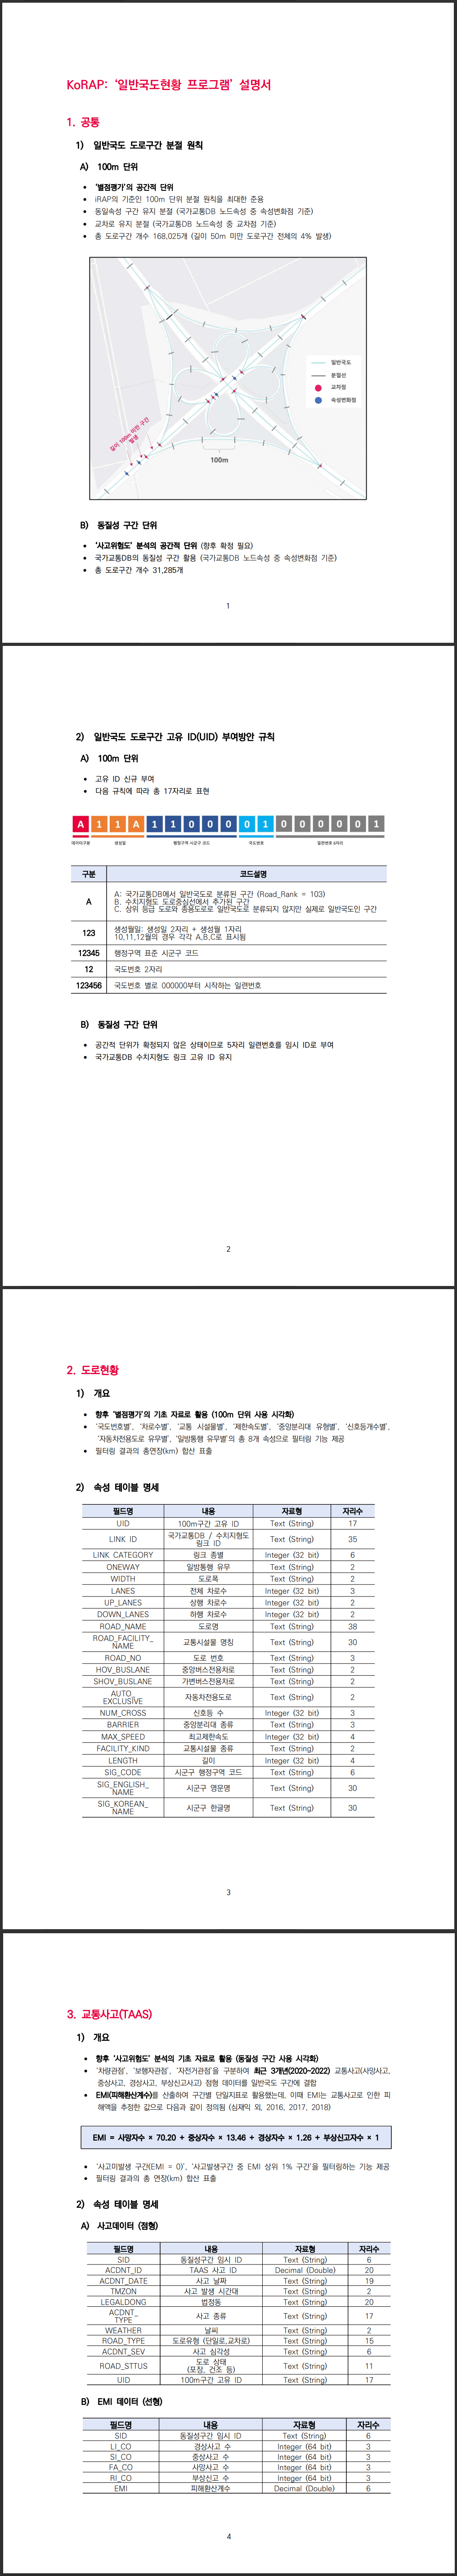 KoRAP: '일반국도현황 프로그램' 설명서
1. 공통
1) 일반국도 도로구간 분절 원칙
A) 100m 단위
• '별점평가'의 공간적 단위
• iRAP의 기준인 100m 단위 분절 원칙을 최대한 준용
• 동일속성 구간 유지 분절 (국가교통DB 노드속성 중 속성변화점 기준)
• 교차로 유지 분절 (국가교통DB 노드속성 중 교차점 기준)
• 총 도로구간 개수 168,025개 (길이 50m 미만 도로구간 전체의 4% 발생)
일반국도
분절선
교차점
속성변화점
길이 100m 미만 구간
발생
100m
B) 동질성 구간 단위
• '사고위험도' 분석의 공간적 단위 (향후 확정 필요)
• 국가교통DB의 동질성 구간 활용 (국가교통DB 노드속성 중 속성변화점 기준)
• 총 도로구간 개수 31,285개
1
2) 일반국도 도로구간 고유 ID(UID) 부여방안 규칙
A) 100m 단위
• 고유 ID 신규 부여
• 다음 규칙에 따라 총 17자리로 표현
A 1 1 A 1 1 0 0 0 0 1 0 0 0 0 0 1
데이터구분 생성일 행정구역 시군구 코드 국도번호 일련번호 6자리
구분 코드설명
A A: 국가교통DB에서 일반국도로 분류된 구간 (Road_Rank = 103)
B. 수치지형도 도로중심선에서 추가된 구간
C. 상위 등급 도로와 중용도로로 일반국도로 분류되지 않지만 실제로 일반국도인 구간
123 생성월일: 생성일 2자리 + 생성월 1자리
10,11,12월의 경우 각각 A,B,C로 표시됨
12345 행정구역 표준 시군구 코드
12 국도번호 2자리
123456 국도번호 별로 000000부터 시작하는 일련번호
B) 동질성 구간 단위
• 공간적 단위가 확정되지 않은 상태이므로 5자리 일련번호를 임시 ID로 부여
• 국가교통DB 수치지형도 링크 고유 ID 유지
2
2. 도로현황
1) 개요
• 향후 '별점평가'의 기초 자료로 활용 (100m 단위 사용 시각화)
• '국도번호별', '차로수별', '교통 시설물별', '제한속도별', '중앙분리대 유형별', '신호등개수별',
'자동차전용도로 유무별', '일방통행 유무별'의 총 8개 속성으로 필터링 기능 제공
• 필터링 결과의 총연장(km) 합산 표출
2) 속성 테이블 명세
필드명 내용 자료형 자리수
UID 100m구간 고유 ID Text (String) 17
LINK ID 국가교통DB / 수치지형도 링크 ID Text (String) 35
LINK CATEGORY 링크 종별 Integer (32 bit) 6
ONEWAY 일방통행 유무 Text (String) 2
WIDTH 도로폭 Text (String) 2
LANES 전체 차로수 Integer (32 bit) 3
UP_LANES 상행 차로수 Integer (32 bit) 2
DOWN_LANES 하행 차로수 Integer (32 bit) 2
ROAD_NAME 도로명 Text (String) 38
ROAD_FACILITY_NAME 교통시설물 명칭 Text (String) 30
ROAD_NO 도로 번호 Text (String) 3
HOV_BUSLANE 중앙버스전용차로 Text (String) 2
SHOV_BUSLANE 가변버스전용차로 Text (String) 2
AUTO_EXCLUSIVE 자동차전용도로 Text (String) 2
NUM_CROSS 신호등 수 Integer (32 bit) 3
BARRIER 중앙분리대 종류 Text (String) 3
MAX_SPEED 최고제한속도 Integer (32 bit) 4
FACILITY_KIND 교통시설물 종류 Text (String) 2
LENGTH 길이 Integer (32 bit) 4
SIG_CODE 시군구 행정구역 코드 Text (String) 6
SIG_ENGLISH_NAME 시군구 영문명 Text (String) 30
SIG_KOREAN_NAME 시군구 한글명 Text (String) 30
3
3. 교통사고(TAAS)
1) 개요
• 향후 '사고위험도' 분석의 기초 자료로 활용 (동질성 구간 사용 시각화)
• '차량관점', '보행자관점', '자전거관점'을 구분하여 최근 3개년(2020~2022) 교통사고(사망사고,
중상사고, 경상사고, 부상신고사고) 점형 데이터를 일반국도 구간에 결합
• EMI(피해환산계수)를 산출하여 구간별 단일지표로 활용했는데, 이때 EMI는 교통사고로 인한 피
해액을 추정한 값으로 다음과 같이 정의됨 (심재익 외, 2016, 2017, 2018)
EMI = 사망자수 × 70.20 + 중상자수 × 13.46 + 경상자수 × 1.26 + 부상신고자수 × 1
• '사고미발생 구간(EMI = 0)', '사고발생구간 중 EMI 상위 1% 구간'을 필터링하는 기능 제공
• 필터링 결과의 총 연장(km) 합산 표출
2) 속성 테이블 명세
A) 사고데이터 (점형)
필드명 내용 자료형 자리수
SID 동질성구간 임시 ID Text (String) 6
ACDNT_ID TAAS 사고 ID Decimal (Double) 20
ACDNT_DATE 사고 날짜 Text (String) 19
TMZON 사고 발생 시간대 Text (String) 2
LEGALDONG 법정동 Text (String) 20
ACDNT_TYPE 사고 종류 Text (String) 17
WEATHER 날씨 Text (String) 2
ROAD_TYPE 도로유형 (단일로,교차로) Text (String) 15
ACDNT_SEV 사고 심각성 Text (String) 6
ROAD_STTUS 도로 상태 (포장, 건조 등) Text (String) 11
UID 100m구간 고유 ID Text (String) 17
B) EMI 데이터 (선형)
필드명 내용 자료형 자리수
SID 동질성구간 임시 ID Text (String) 6
LI_CO 경상사고 수 Integer (64 bit) 3
SI_CO 중상사고 수 Integer (64 bit) 3
FA_CO 사망사고 수 Integer (64 bit) 3
RI_CO 부상신고 수 Integer (64 bit) 3
EMI 피해환산계수 Decimal (Double) 6
4